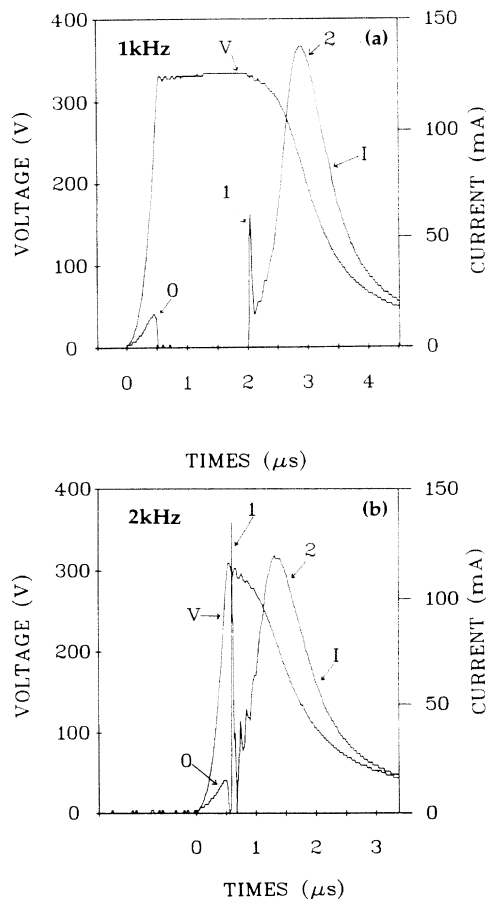 1kHz
(a)
V
2
I
1
0
VOLTAGE (V)
400
300
200
100
0
CURRENT (mA)
150
100
50
0
0 1 2 3 4
TIMES (μs)
2kHz
(b)
1
2
V
I
0
VOLTAGE (V)
400
300
200
100
0
CURRENT (mA)
150
100
50
0
0 1 2 3
TIMES (μs)